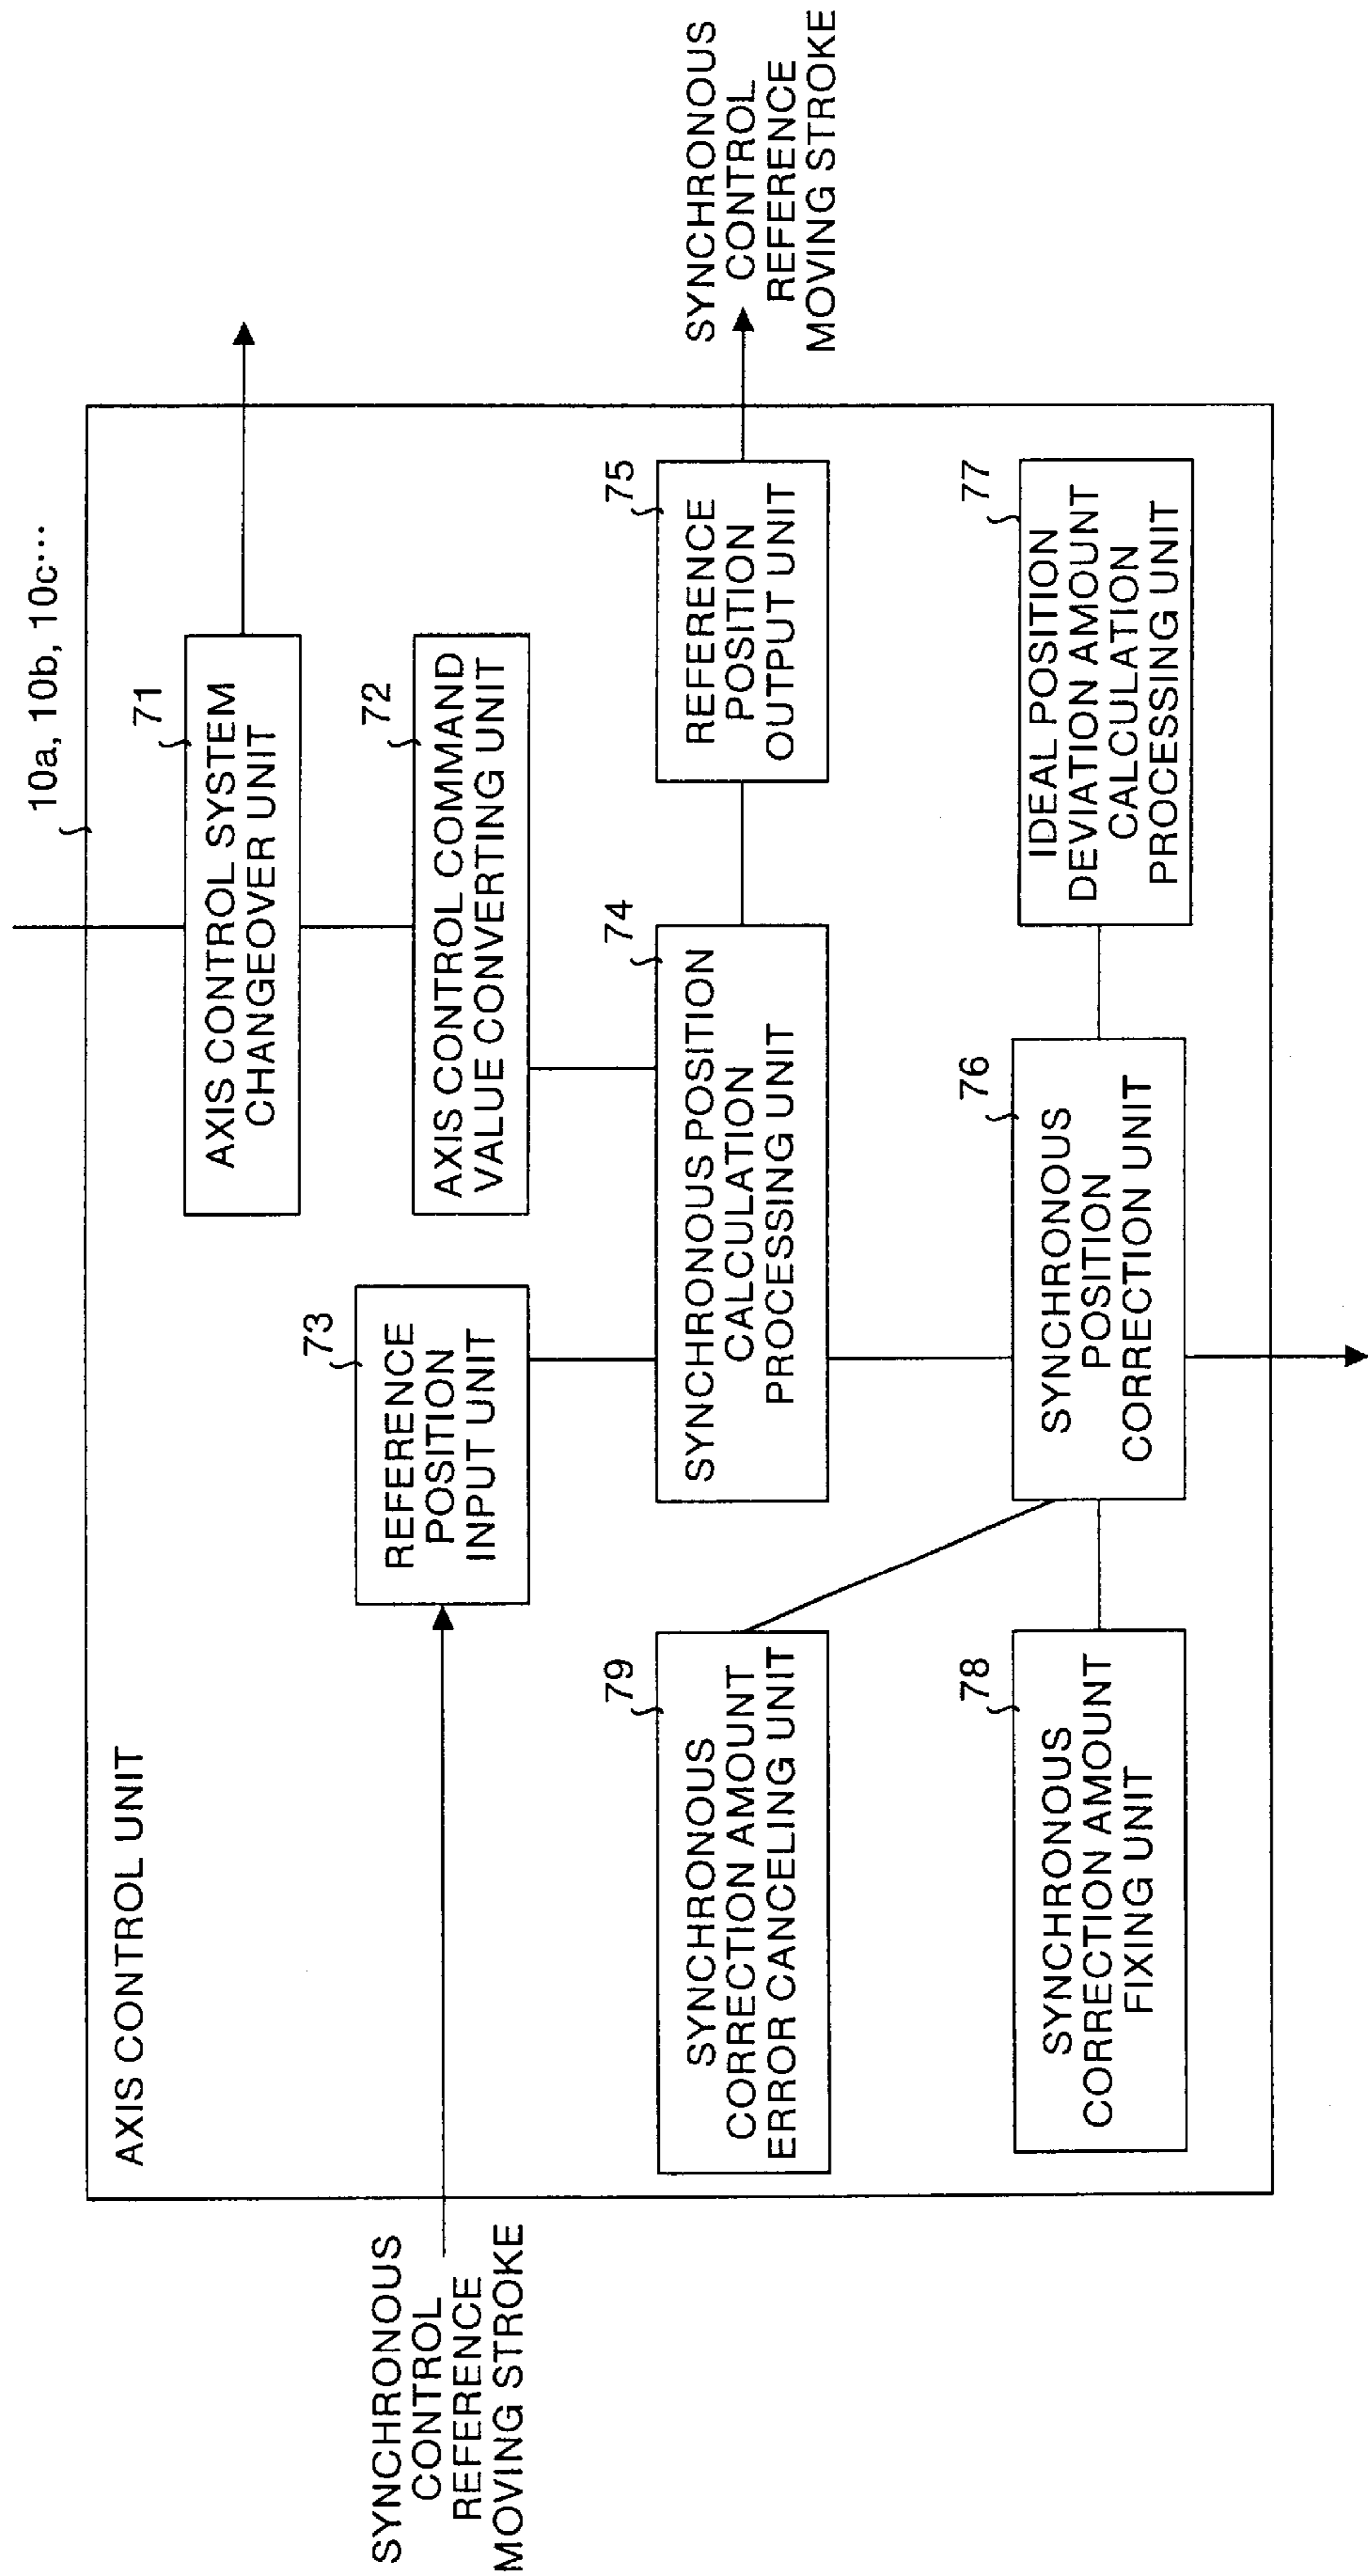 10a, 10b, 10c···
AXIS CONTROL UNIT
71
AXIS CONTROL SYSTEM
CHANGEOVER UNIT
72
AXIS CONTROL COMMAND
VALUE CONVERTING UNIT
SYNCHRONOUS
CONTROL
REFERENCE
MOVING STROKE
73
REFERENCE
POSITION
INPUT UNIT
74
SYNCHRONOUS POSITION
CALCULATION
PROCESSING UNIT
75
REFERENCE
POSITION
OUTPUT UNIT
SYNCHRONOUS
CONTROL
REFERENCE
MOVING STROKE
79
SYNCHRONOUS
CORRECTION AMOUNT
ERROR CANCELING UNIT
78
SYNCHRONOUS
CORRECTION AMOUNT
FIXING UNIT
76
SYNCHRONOUS
POSITION
CORRECTION UNIT
77
IDEAL POSITION
DEVIATION AMOUNT
CALCULATION
PROCESSING UNIT